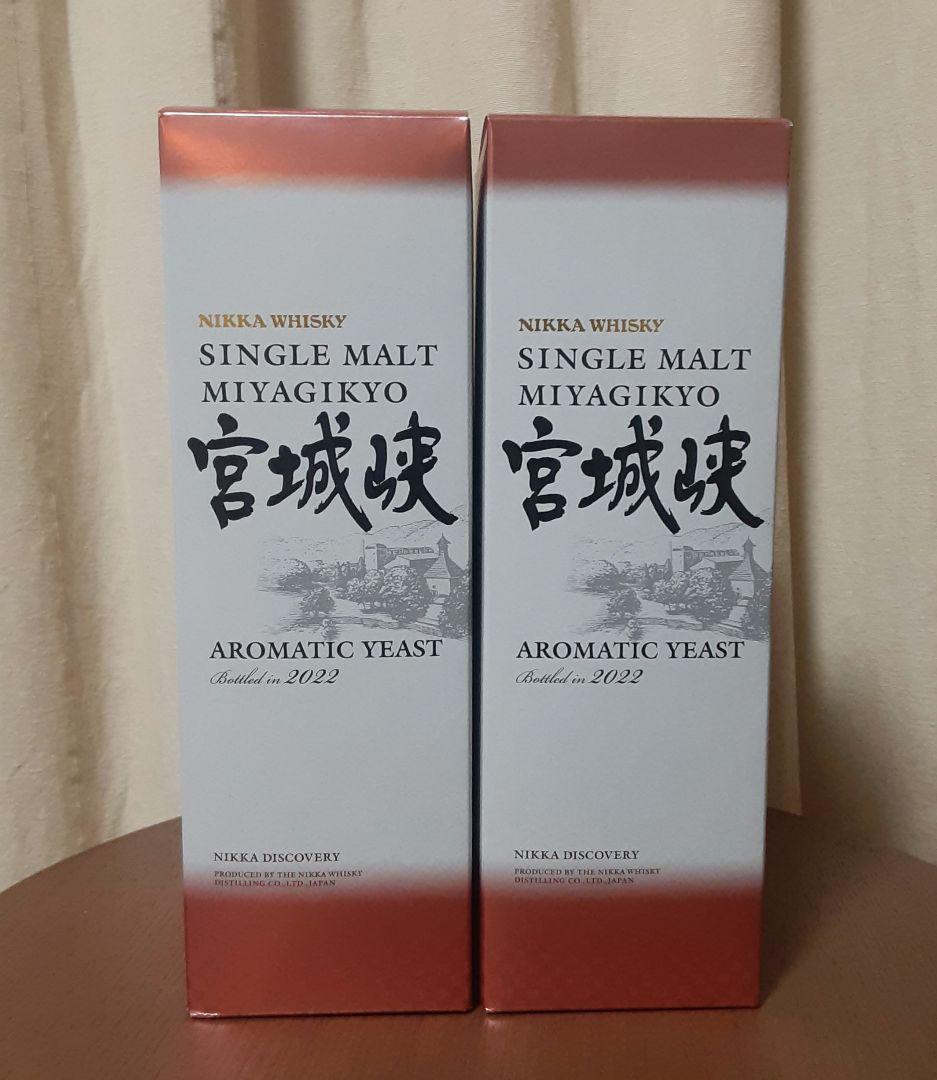 NIKKA WHISKY
SINGLE MALT
MIYAGIKYO
宮城峡
AROMATIC YEAST
Bottled in 2022
NIKKA DISCOVERY
PRODUCED BY THE NIKKA WHISKY
DISTILLING CO.,LTD.,JAPAN
NIKKA WHISKY
SINGLE MALT
MIYAGIKYO
宮城峡
AROMATIC YEAST
Bottled in 2022
NIKKA DISCOVERY
PRODUCED BY THE NIKKA WHISKY
DISTILLING CO.,LTD.,JAPAN